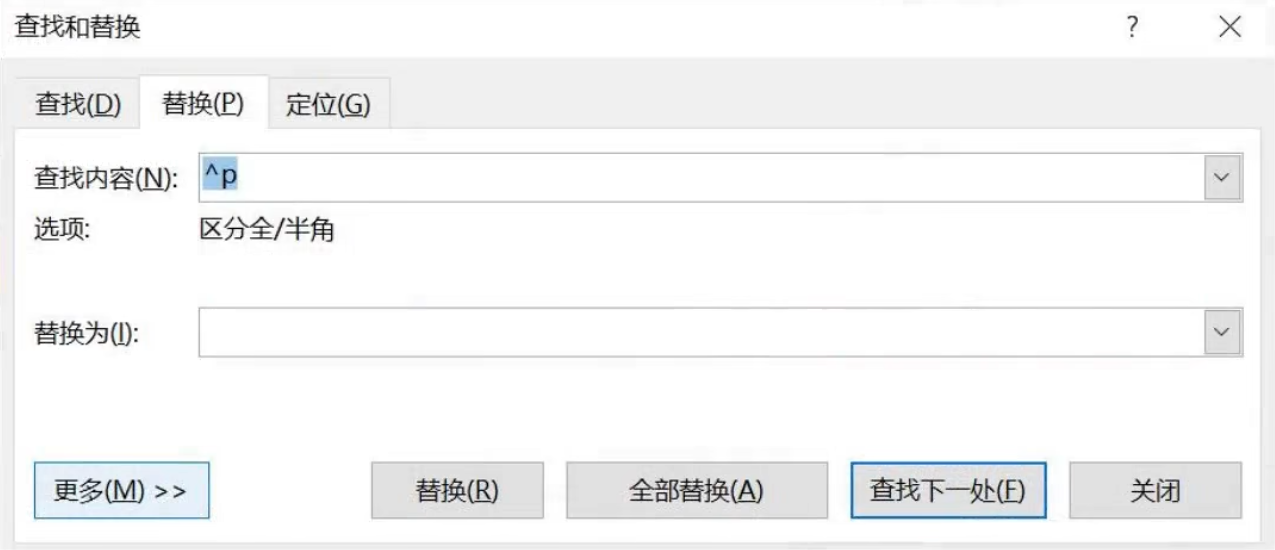 查找和替换
查找(D) 替换(P) 定位(G)
查找内容(N): ^p
选项: 区分全/半角
替换为(I):
更多(M) >> 替换(R) 全部替换(A) 查找下一处(F) 关闭